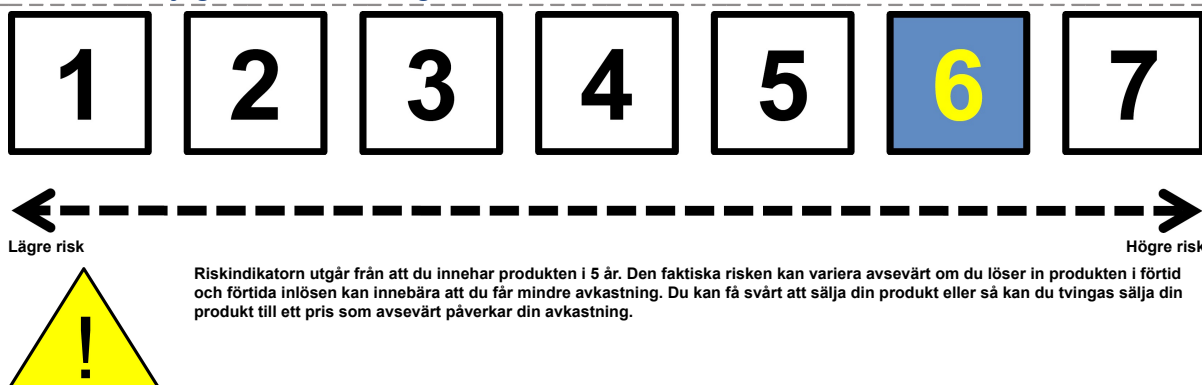 1 2 3 4 5 6 7
Lägre risk Högre risk
Riskindikatorn utgår från att du innehar produkten i 5 år. Den faktiska risken kan variera avsevärt om du löser in produkten i förtid
och förtida inlösen kan innebära att du får mindre avkastning. Du kan få svårt att sälja din produkt eller så kan du tvingas sälja din
produkt till ett pris som avsevärt påverkar din avkastning.
!